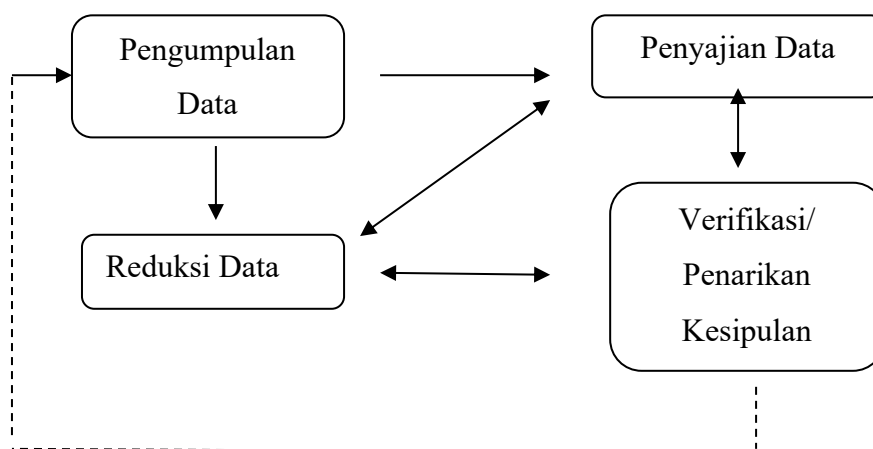 Pengumpulan
Data
Penyajian Data
Reduksi Data
Verifikasi/
Penarikan
Kesipulan